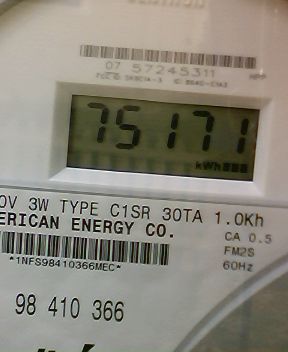 07 57245311
75171
kWh
0V 3W TYPE C1SR 30TA 1.0Kh
ERICAN ENERGY CO.
CA 0.5
FM2S
60Hz
*1NFS98410366MEC*
98 410 366